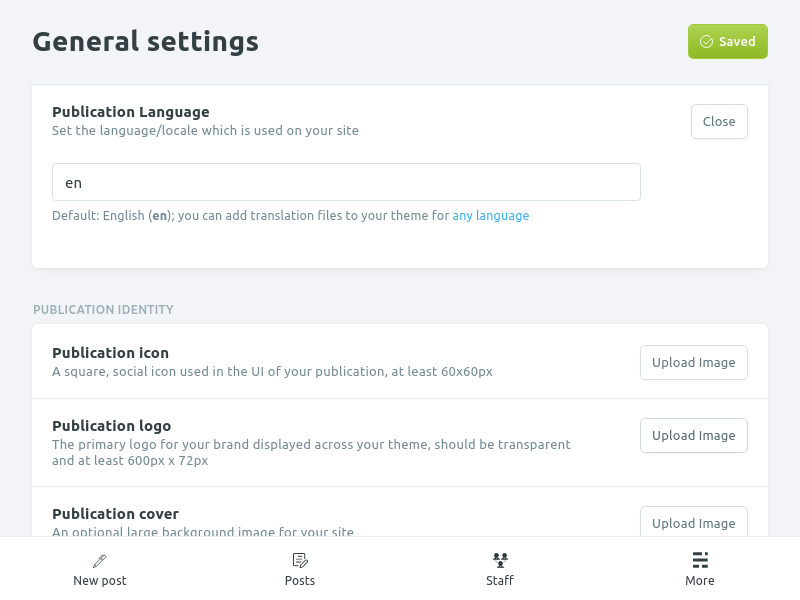 General settings
Saved
Publication Language
Set the language/locale which is used on your site
Close
en
Default: English (en); you can add translation files to your theme for any language
PUBLICATION IDENTITY
Publication icon
A square, social icon used in the UI of your publication, at least 60x60px
Upload Image
Publication logo
The primary logo for your brand displayed across your theme, should be transparent
and at least 600px x 72px
Upload Image
Publication cover
An optional large background image for your site
Upload Image
New post
Posts
Staff
More